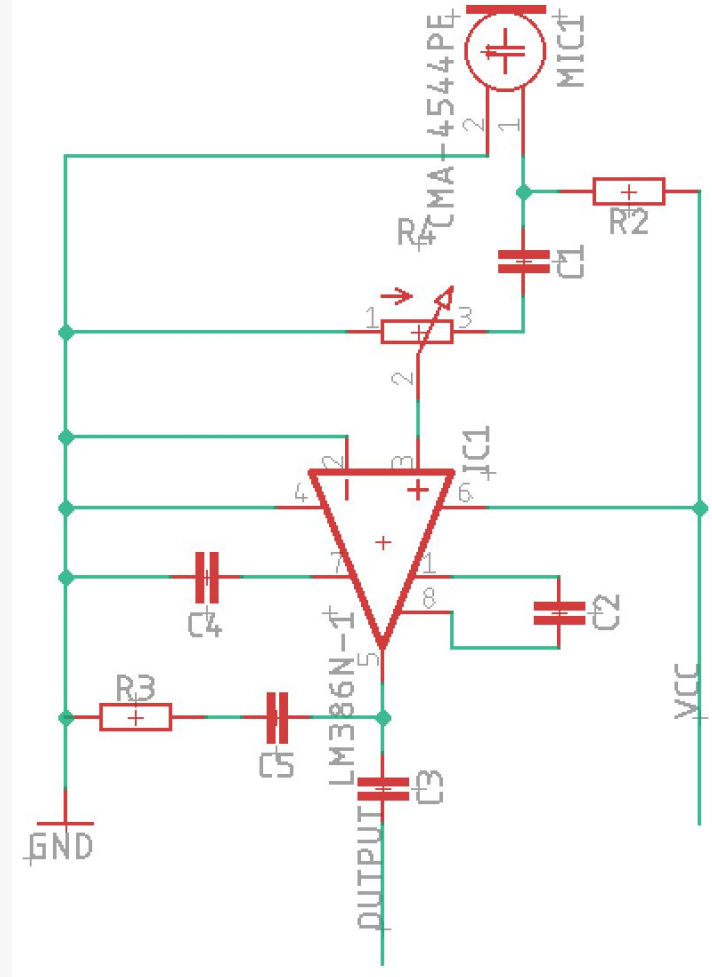 CMA-4544PE
MIC1
2
1
R2
R4
C1
1
3
2
IC1
2
3
4
6
7
1
8
C4
C2
LM386N-1
5
R3
C5
VCC
C3
GND
OUTPUT